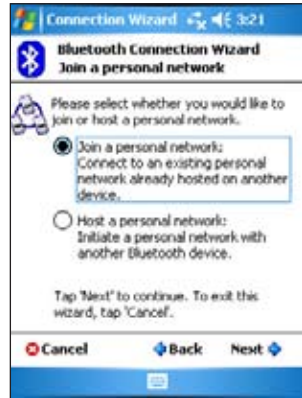 Connection Wizard 3:21
Bluetooth Connection Wizard
Join a personal network
Please select whether you would like to
join or host a personal network.
Join a personal network:
Connect to an existing personal
network already hosted on another
device.
Host a personal network:
Initiate a personal network with
another Bluetooth device.
Tap 'Next' to continue. To exit this
wizard, tap 'Cancel'.
Cancel Back Next